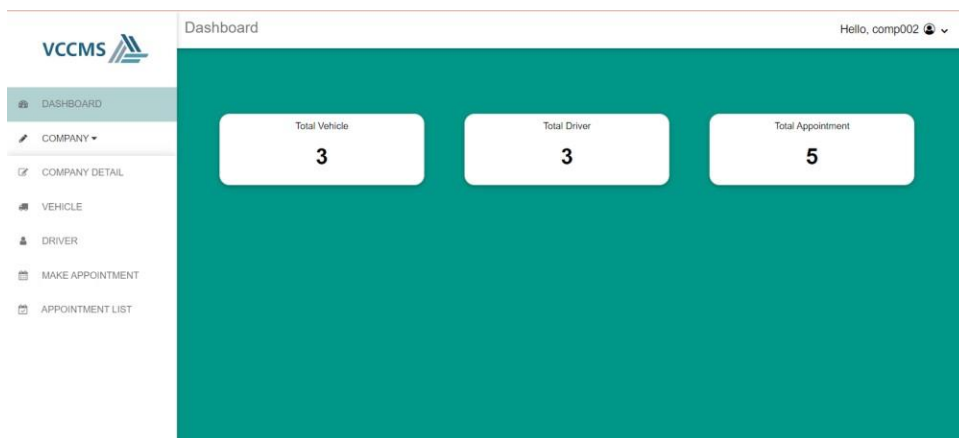 VCCMS
DASHBOARD
COMPANY
COMPANY DETAIL
VEHICLE
DRIVER
MAKE APPOINTMENT
APPOINTMENT LIST
Dashboard
Hello, comp002
Total Vehicle
3
Total Driver
3
Total Appointment
5